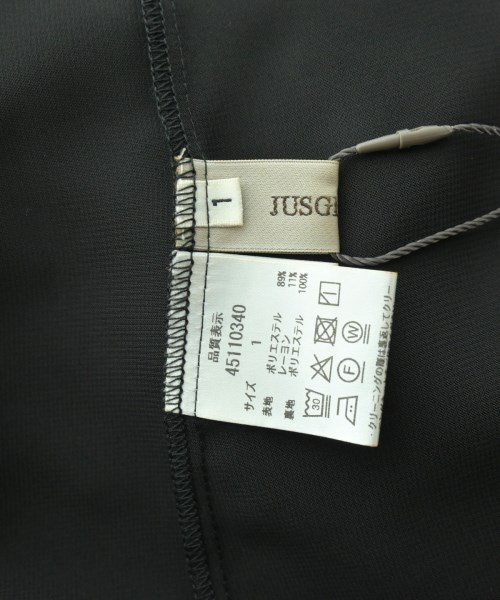 1
JUSG
品質表示
45110340
サイズ 1
表地 ポリエステル 89%
レーヨン 11%
裏地 ポリエステル 100%
30
P
W
クリーニングの際は裏返してクリー